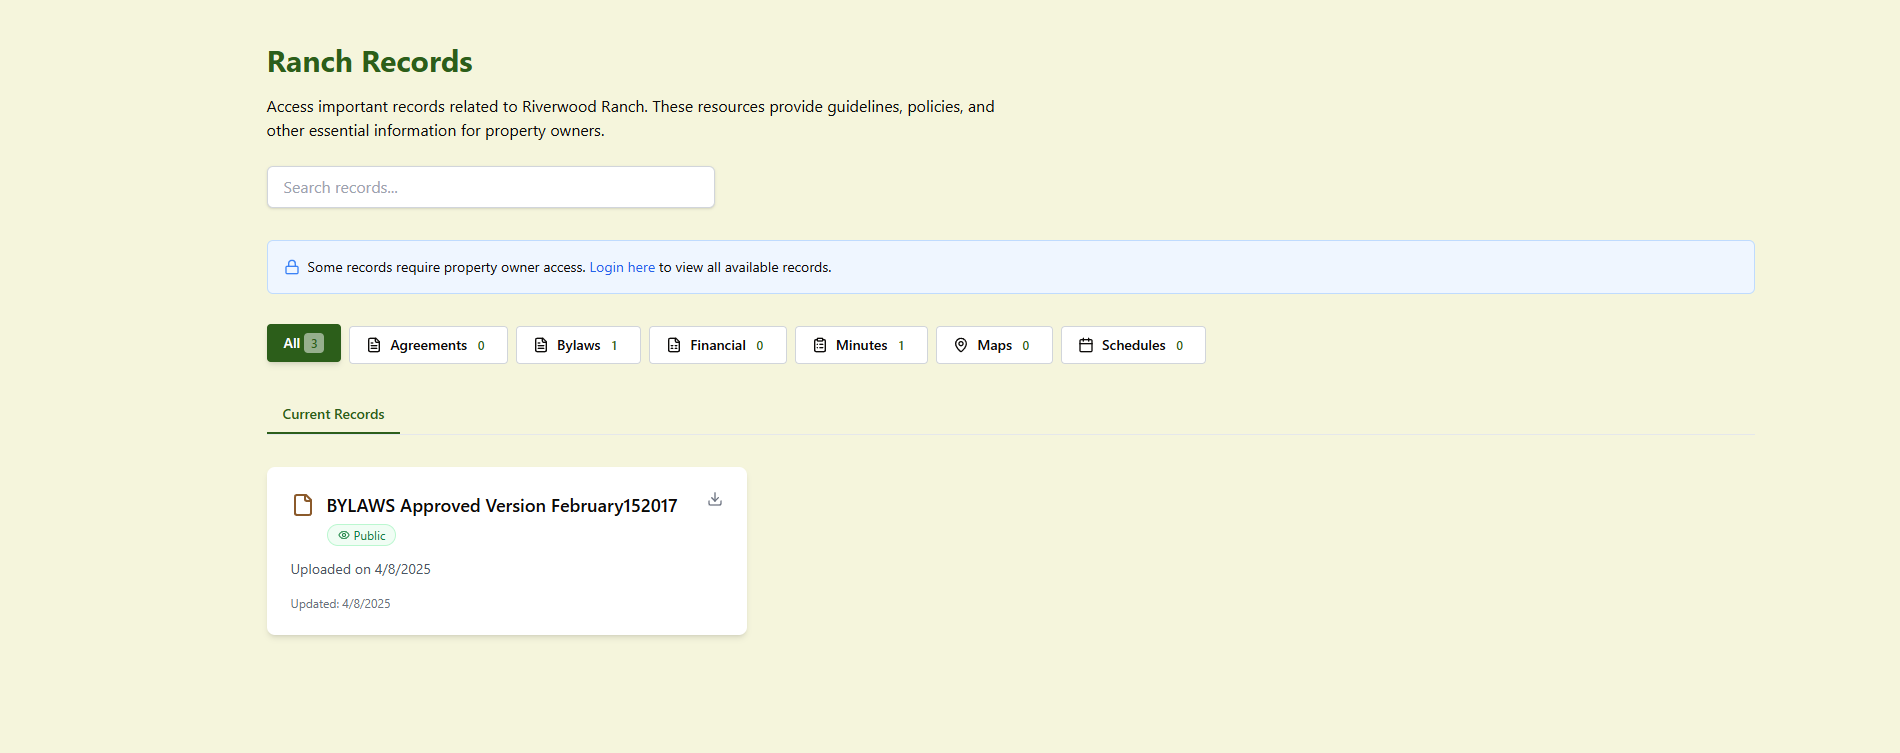 Ranch Records
Access important records related to Riverwood Ranch. These resources provide guidelines, policies, and
other essential information for property owners.
Search records...
Some records require property owner access. Login here to view all available records.
All 3
Agreements 0
Bylaws 1
Financial 0
Minutes 1
Maps 0
Schedules 0
Current Records
BYLAWS Approved Version February152017
Public
Uploaded on 4/8/2025
Updated: 4/8/2025